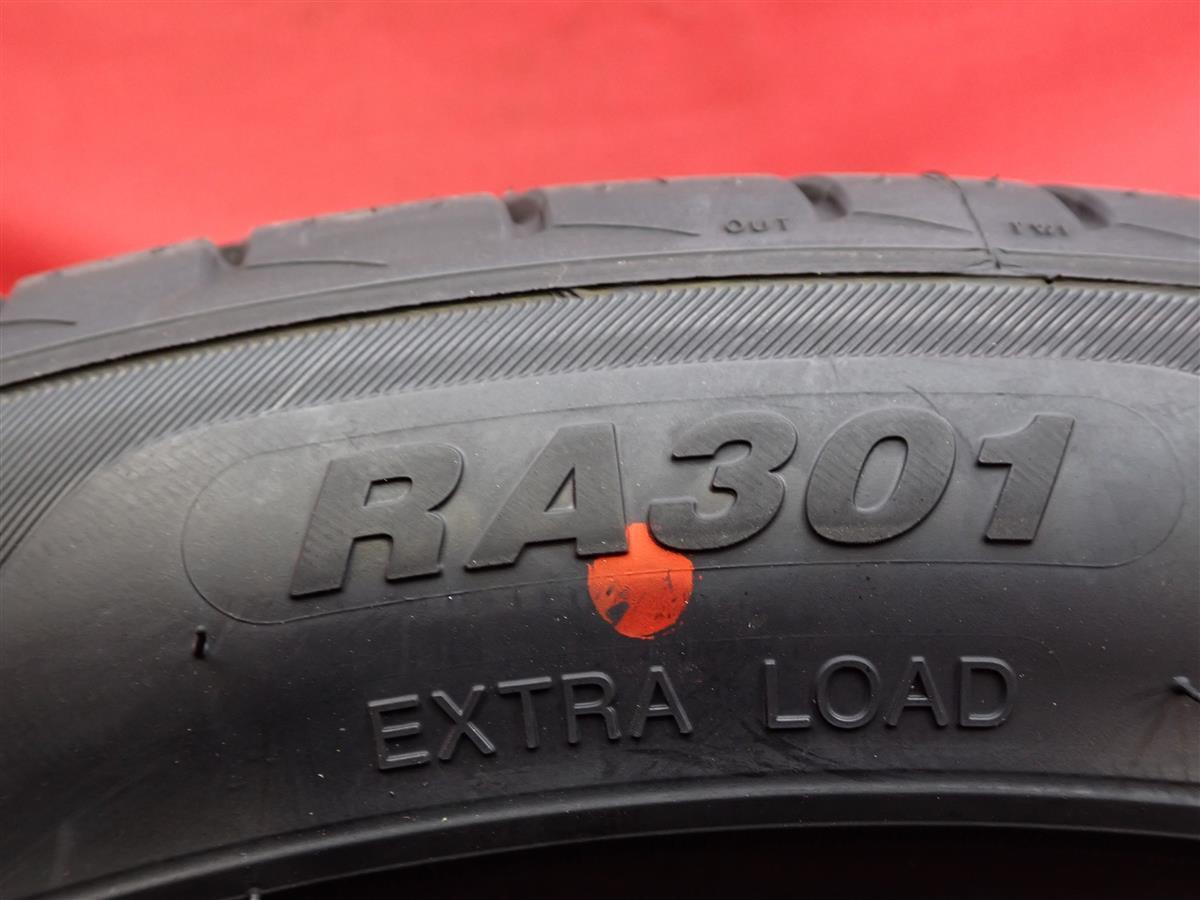 OUT TWI
RA301
EXTRA LOAD